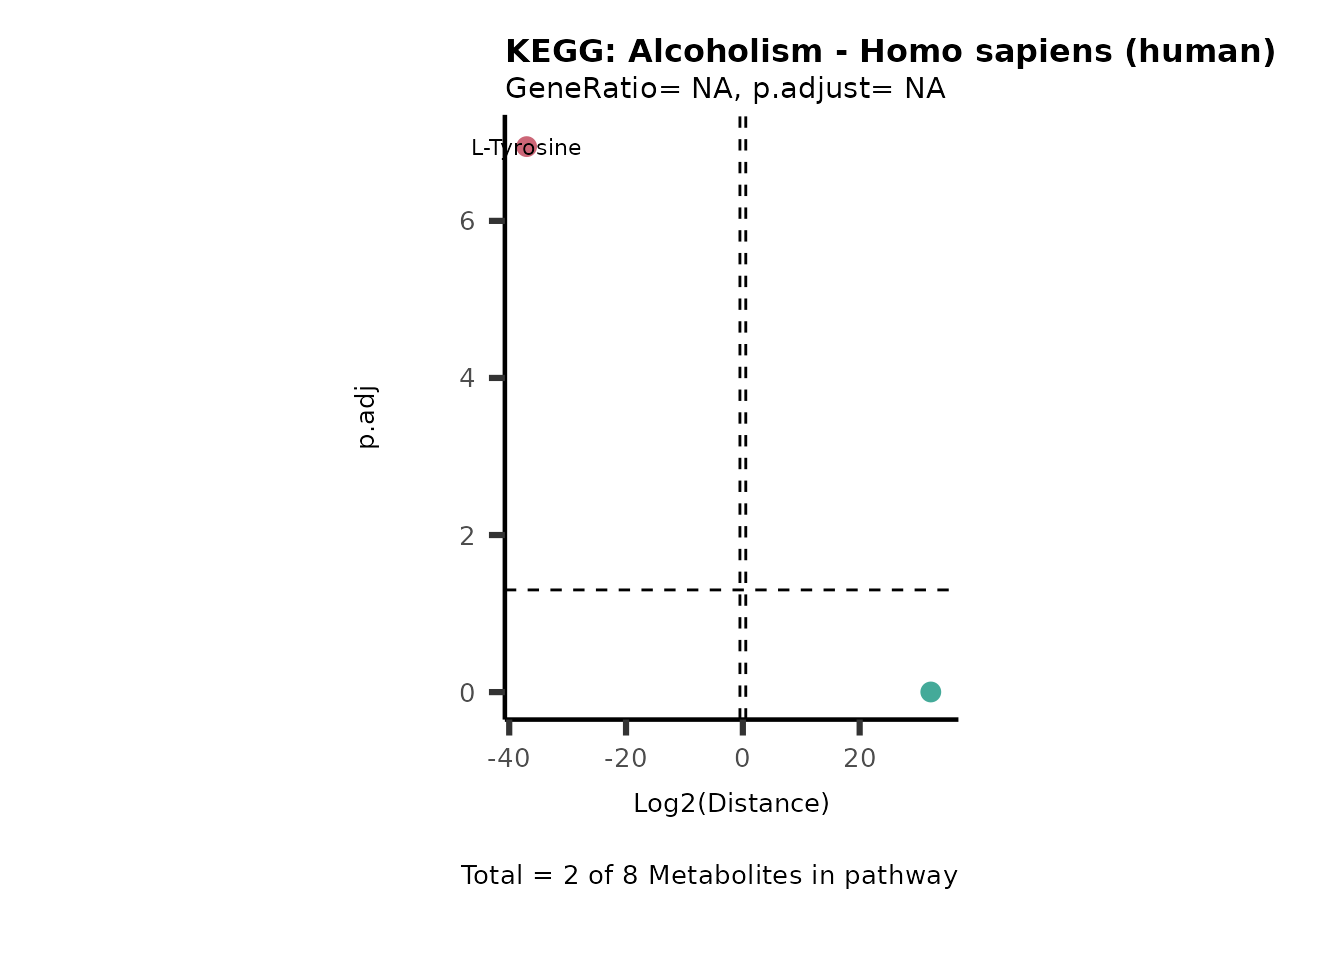 KEGG: Alcoholism - Homo sapiens (human)
GeneRatio= NA, p.adjust= NA
L-Tyrosine
6
4
p.adj
2
0
-40 -20 0 20
Log2(Distance)
Total = 2 of 8 Metabolites in pathway